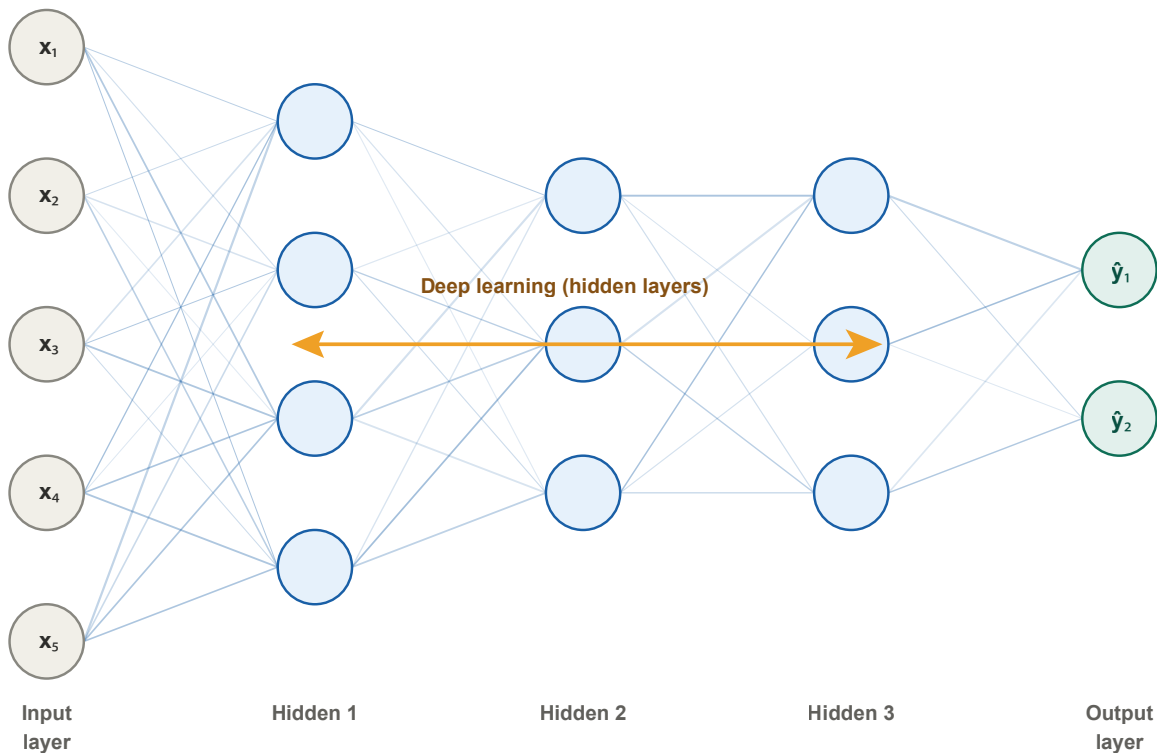 x₁
x₂
x₃
x₄
x₅
Deep learning (hidden layers)
ŷ₁
ŷ₂
Input
layer
Hidden 1
Hidden 2
Hidden 3
Output
layer